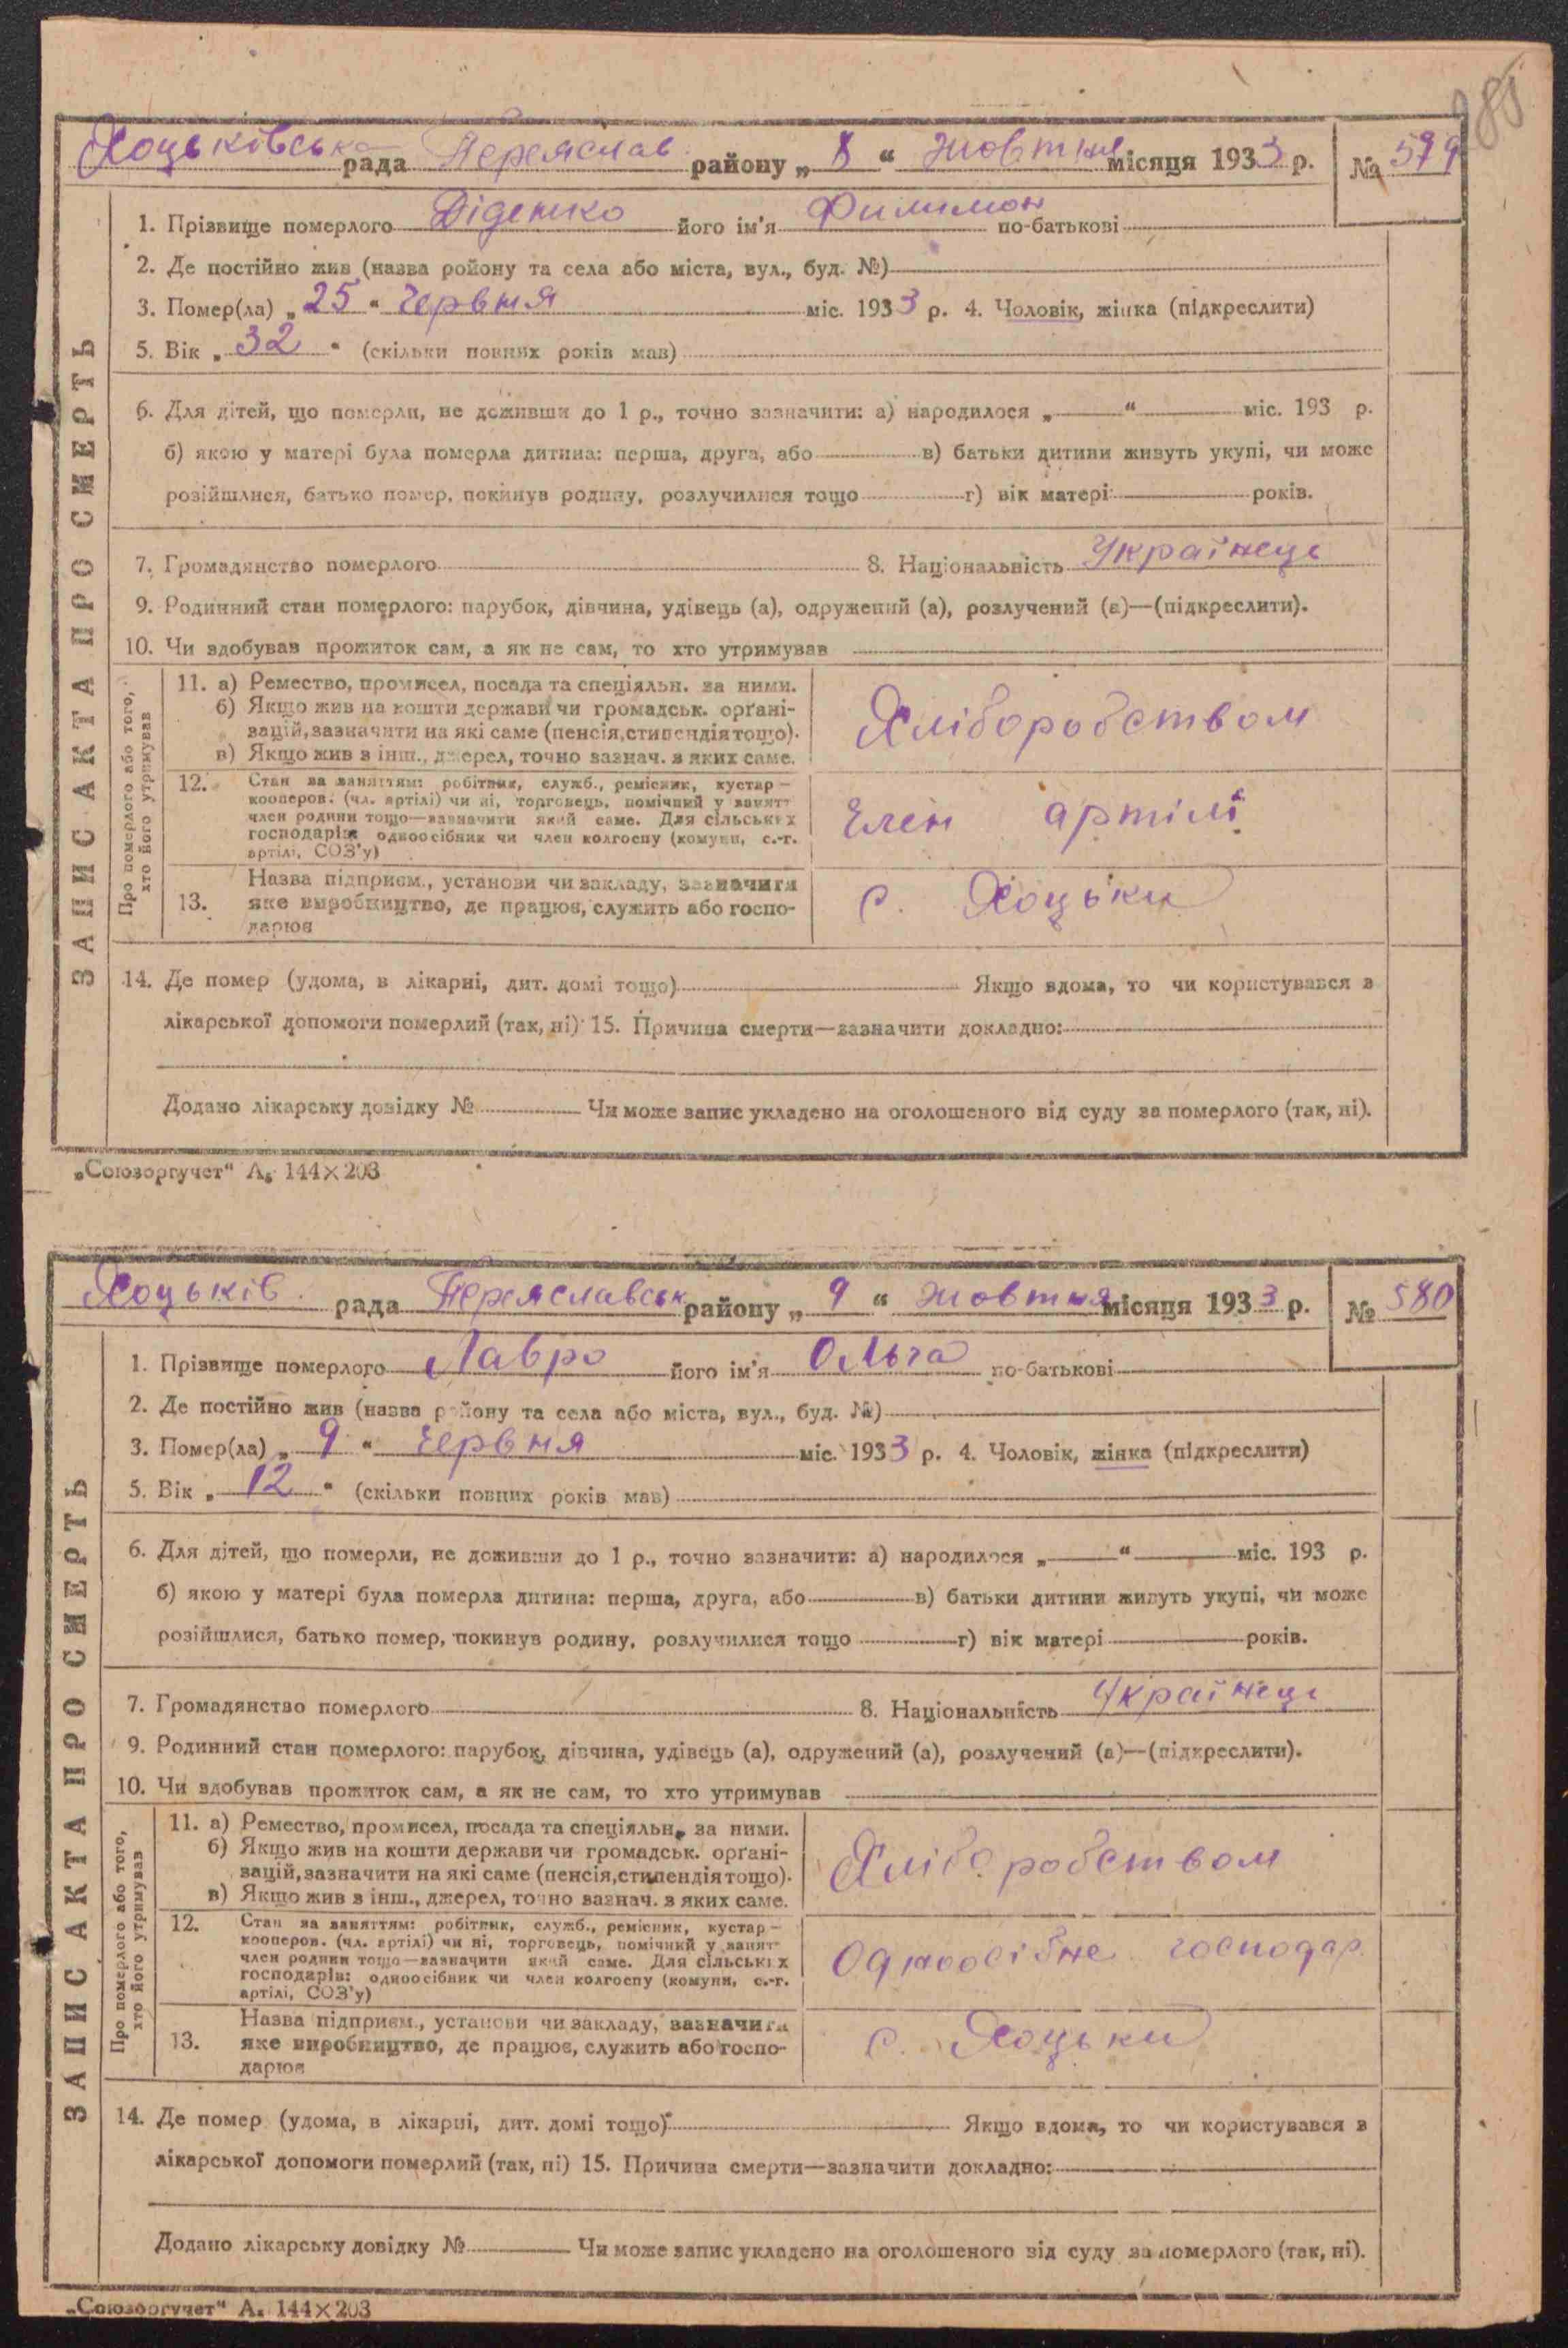 Хоцьківська рада Переяслав району „ 8 “ жовтня місяця 1933 р. № 579
1. Прізвище померлого Діденко його ім'я Филимон по-батькові
2. Де постійно жив (назва ройону та села або міста, вул., буд. №)
3. Помер(ла) „ 25 “ червня міс. 1933 р. 4. Чоловік, жінка (підкреслити)
5. Вік „ 32 “ (скільки повних років мав)
6. Для дітей, що померли, не доживши до 1 р., точно зазначити: а) народилося „ “ міс. 193 р.
б) якою у матері була померла дитина: перша, друга, або в) батьки дитини живуть укупі, чи може
розійшлися, батько помер, покинув родину, розлучилися тощо г) вік матері років.
7. Громадянство померлого 8. Національність Українець
9. Родинний стан померлого: парубок, дівчина, удівець (а), одружений (а), розлучений (а)—(підкреслити).
10. Чи здобував прожиток сам, а як не сам, то хто утримував
ЗАПИС АКТА ПРО СМЕРТЬ
Про померлого або того,
хто його утримував
11. а) Ремество, промисел, посада та спеціяльн. за ними.
б) Якщо жив на кошти держави чи громадськ. орґані-
зацій, зазначити на які саме (пенсія, стипендія тощо).
в) Якщо жив з інш., джерел, точно зазнач. з яких саме.
Хліборобством
12. Стан за заняттям: робітник, служб., ремісник, кустар—
кооперов. (чл. артілі) чи ні, торговець, помічний у занят
член родини тощо—зазначити який саме. Для сільських
господарів: одноосібник чи член колгоспу (комуни, с.-г.
артілі, СОЗ'у)
Член артілі
13. Назва підприєм., установи чи закладу, зазначити
яке виробництво, де працює, служить або госпо-
дарює
с. Хоцьки
14. Де помер (удома, в лікарні, дит. домі тощо) Якщо вдома, то чи користувався з
лікарської допомоги померлий (так, ні) 15. Причина смерти—зазначити докладно:
Додано лікарську довідку № Чи може запис укладено на оголошеного від суду за померлого (так, ні).
„Союзоргучет“ А₅ 144×203
Хоцьків. рада Переяславськ району „ 9 “ жовтня місяця 1933 р. № 580
1. Прізвище померлого Лавро його ім'я Ольга по-батькові
2. Де постійно жив (назва району та села або міста, вул., буд. №)
3. Помер(ла) „ 9 “ червня міс. 1933 р. 4. Чоловік, жінка (підкреслити)
5. Вік „ 12 “ (скільки повних років мав)
6. Для дітей, що померли, не доживши до 1 р., точно зазначити: а) народилося „ “ міс. 193 р.
б) якою у матері була померла дитина: перша, друга, або в) батьки дитини живуть укупі, чи може
розійшлися, батько помер, покинув родину, розлучилися тощо г) вік матері років.
7. Громадянство померлого 8. Національність Українець
9. Родинний стан померлого: парубок, дівчина, удівець (а), одружений (а), розлучений (а)—(підкреслити).
10. Чи здобував прожиток сам, а як не сам, то хто утримував
ЗАПИС АКТА ПРО СМЕРТЬ
Про померлого або того,
хто його утримував
11. а) Ремество, промисел, посада та спеціяльн. за ними.
б) Якщо жив на кошти держави чи громадськ. орґані-
зацій, зазначити на які саме (пенсія, стипендія тощо).
в) Якщо жив з інш., джерел, точно зазнач. з яких саме.
Хліборобством
12. Стан за заняттям: робітник, служб., ремісник, кустар—
кооперов. (чл. артілі) чи ні, торговець, помічний у занят
член родини тощо—зазначити який саме. Для сільських
господарів: одноосібник чи член колгоспу (комуни, с.-г.
артілі, СОЗ'у)
Одноосібне господар.
13. Назва підприєм., установи чи закладу, зазначити
яке виробництво, де працює, служить або госпо-
дарює
с. Хоцьки
14. Де помер (удома, в лікарні, дит. домі тощо) Якщо вдома, то чи користувався з
лікарської допомоги померлий (так, ні) 15. Причина смерти—зазначити докладно:
Додано лікарську довідку № Чи може запис укладено на оголошеного від суду за померлого (так, ні).
„Союзоргучет“ А₅ 144×203